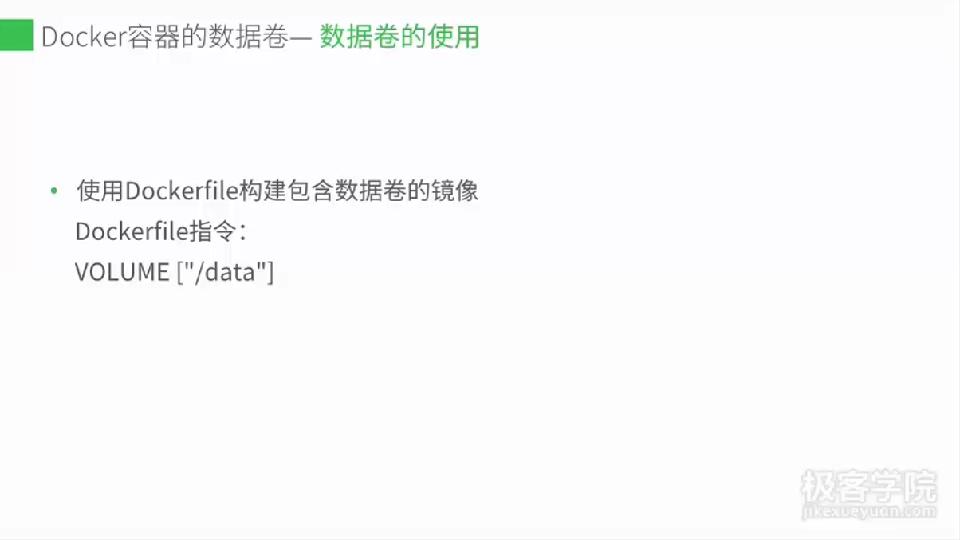 Docker容器的数据卷— 数据卷的使用
• 使用Dockerfile构建包含数据卷的镜像
Dockerfile指令：
VOLUME ["/data"]
极客学院
jikexueyuan.com